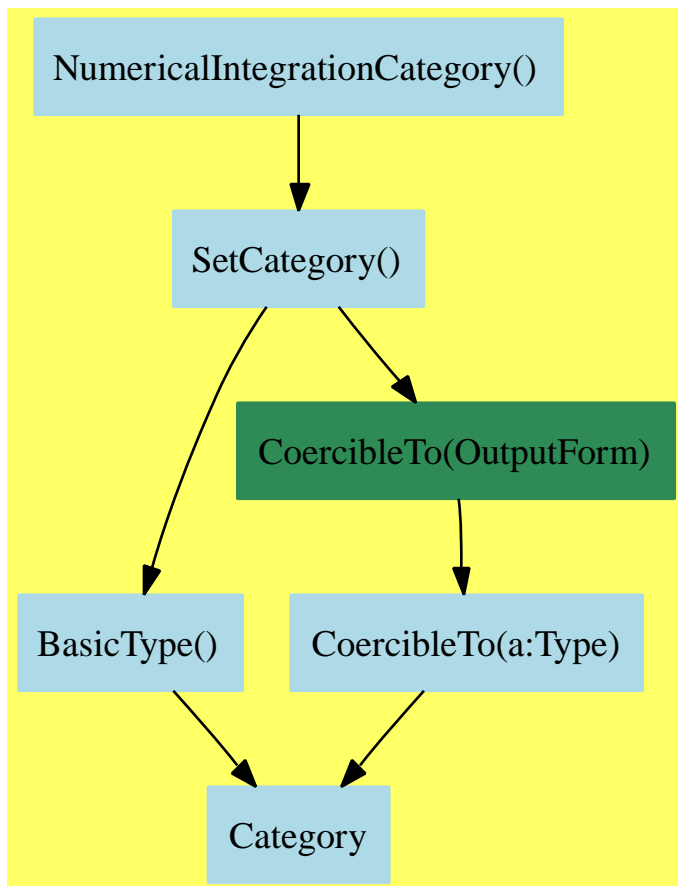 NumericalIntegrationCategory()
SetCategory()
CoercibleTo(OutputForm)
BasicType()
CoercibleTo(a:Type)
Category